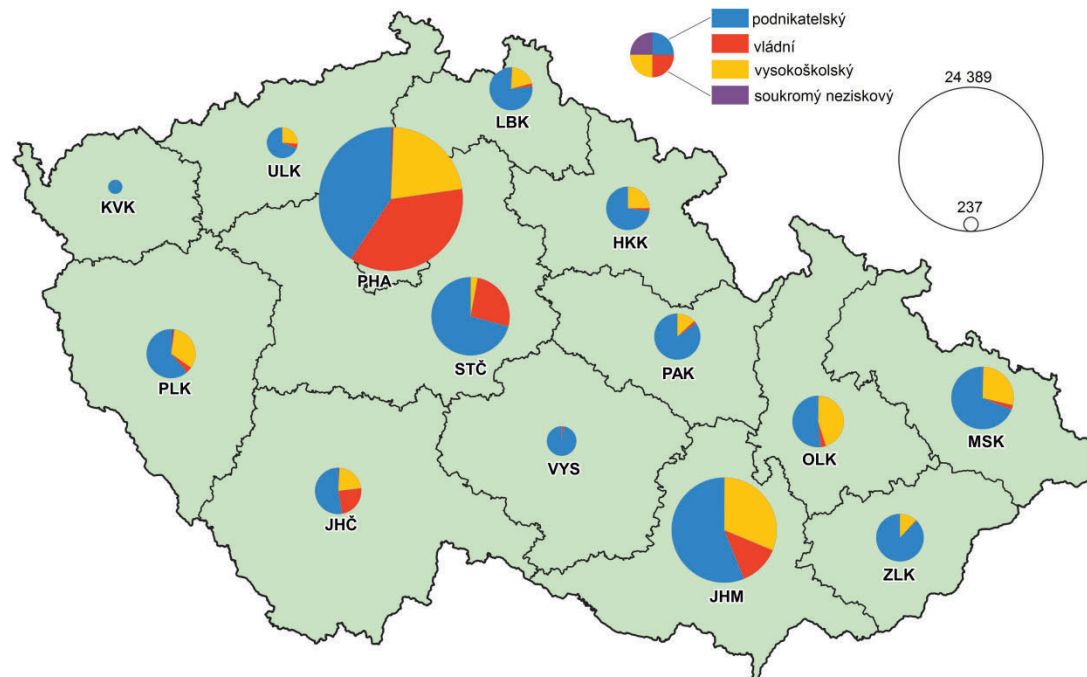 podnikatelský
vládní
vysokoškolský
soukromý neziskový
24 389
237
LBK
ULK
KVK
HKK
PHA
STČ
PAK
PLK
MSK
OLK
VYS
JHČ
ZLK
JHM